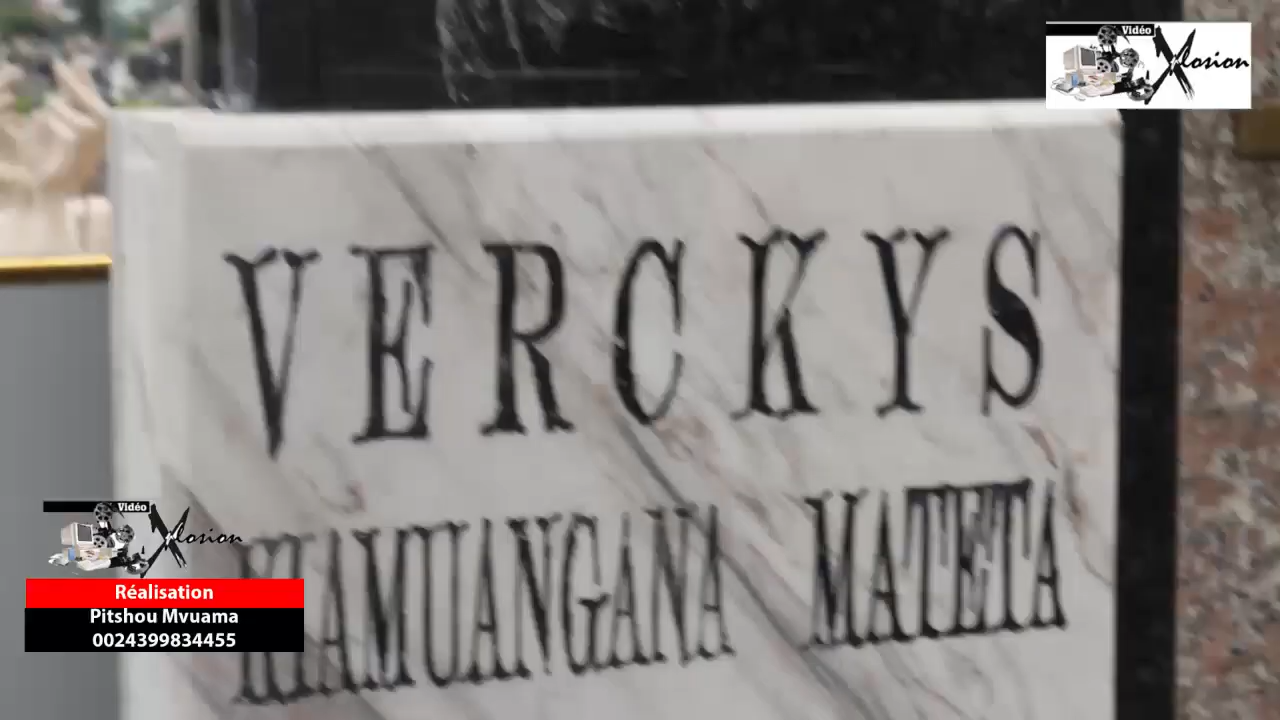 Vidéo
Xlosion
VERCKYS
KIAMUANGANA MATETA
Vidéo
Xlosion
Réalisation
Pitshou Mvuama
0024399834455